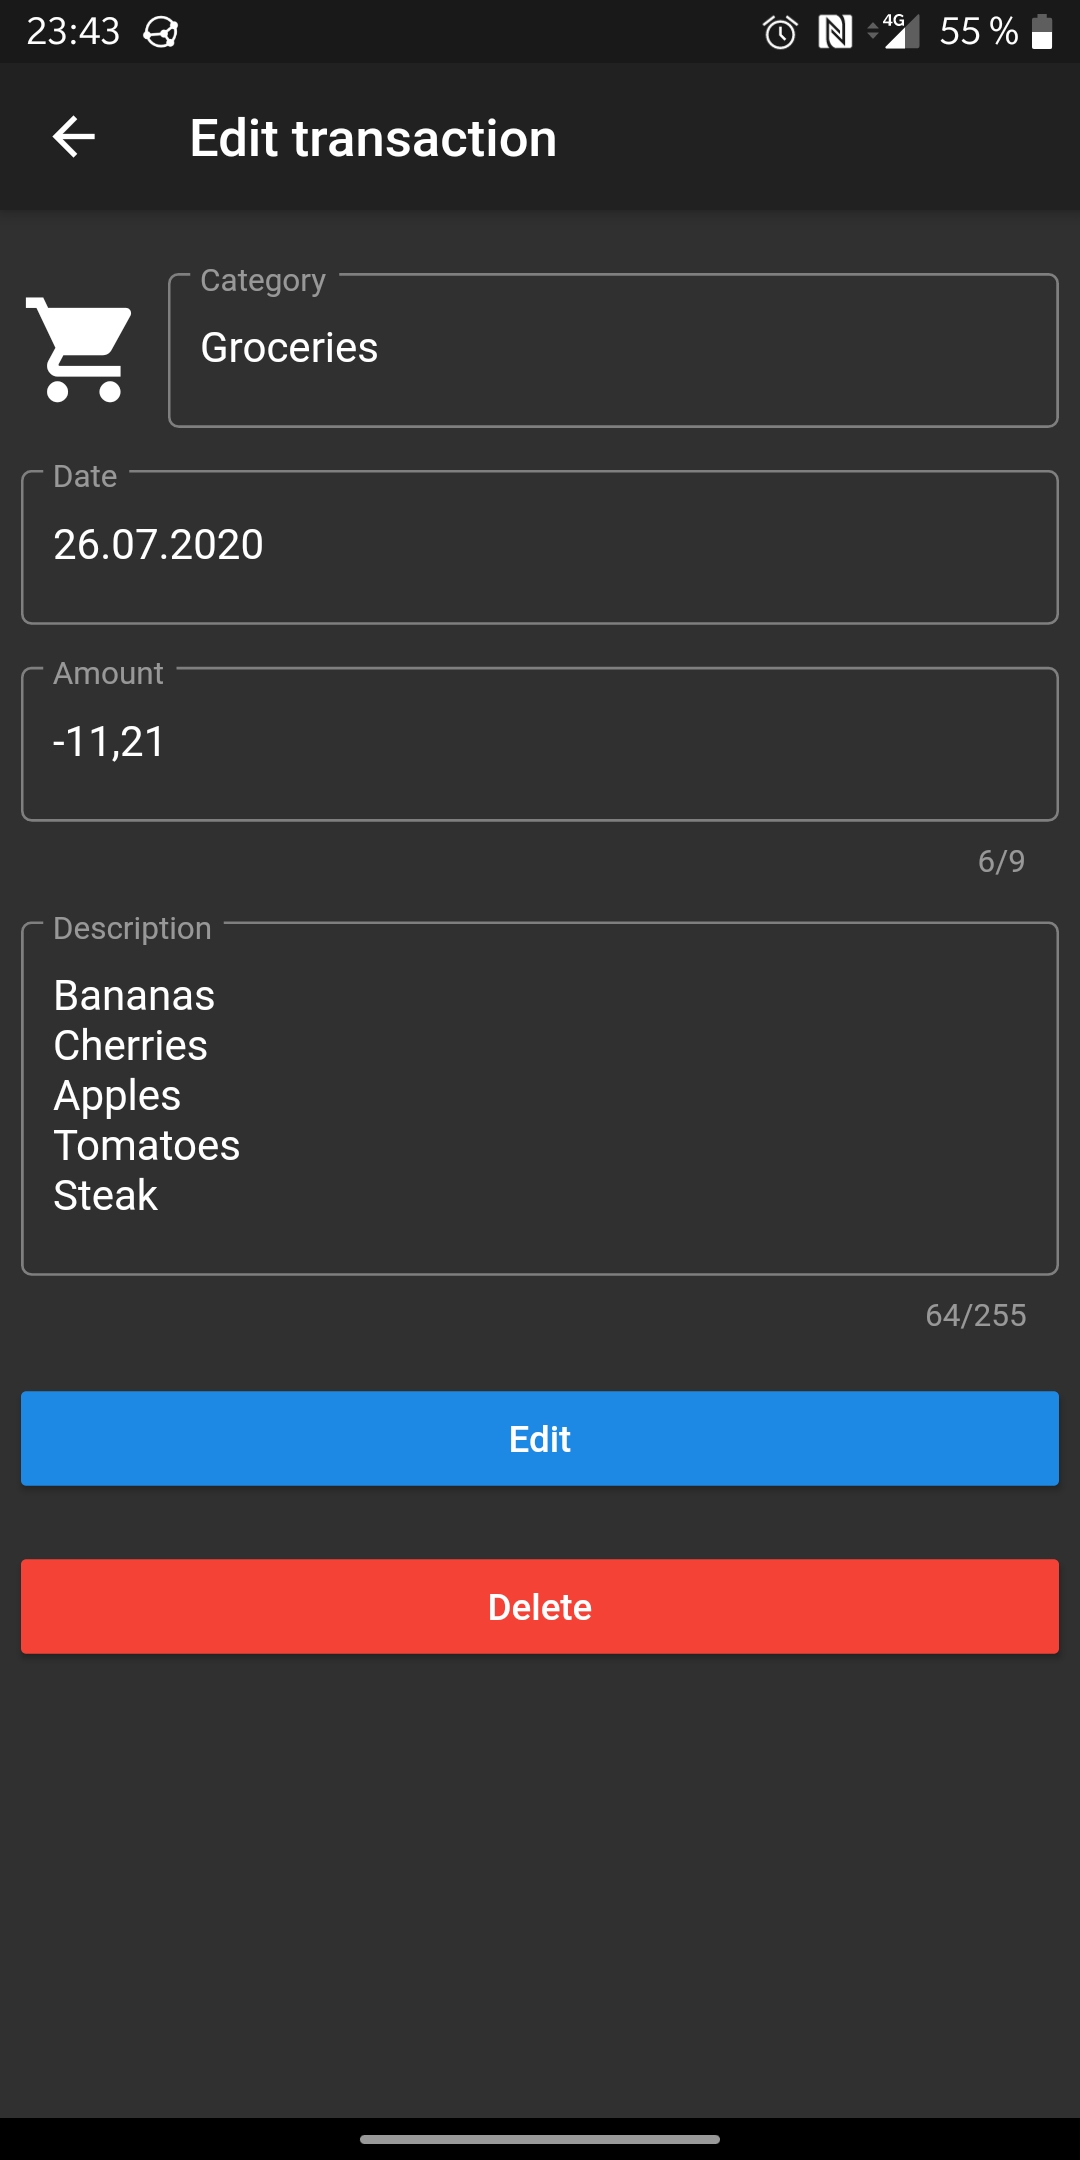 23:43
4G
55 %
Edit transaction
Category
Groceries
Date
26.07.2020
Amount
-11,21
6/9
Description
Bananas
Cherries
Apples
Tomatoes
Steak
64/255
Edit
Delete